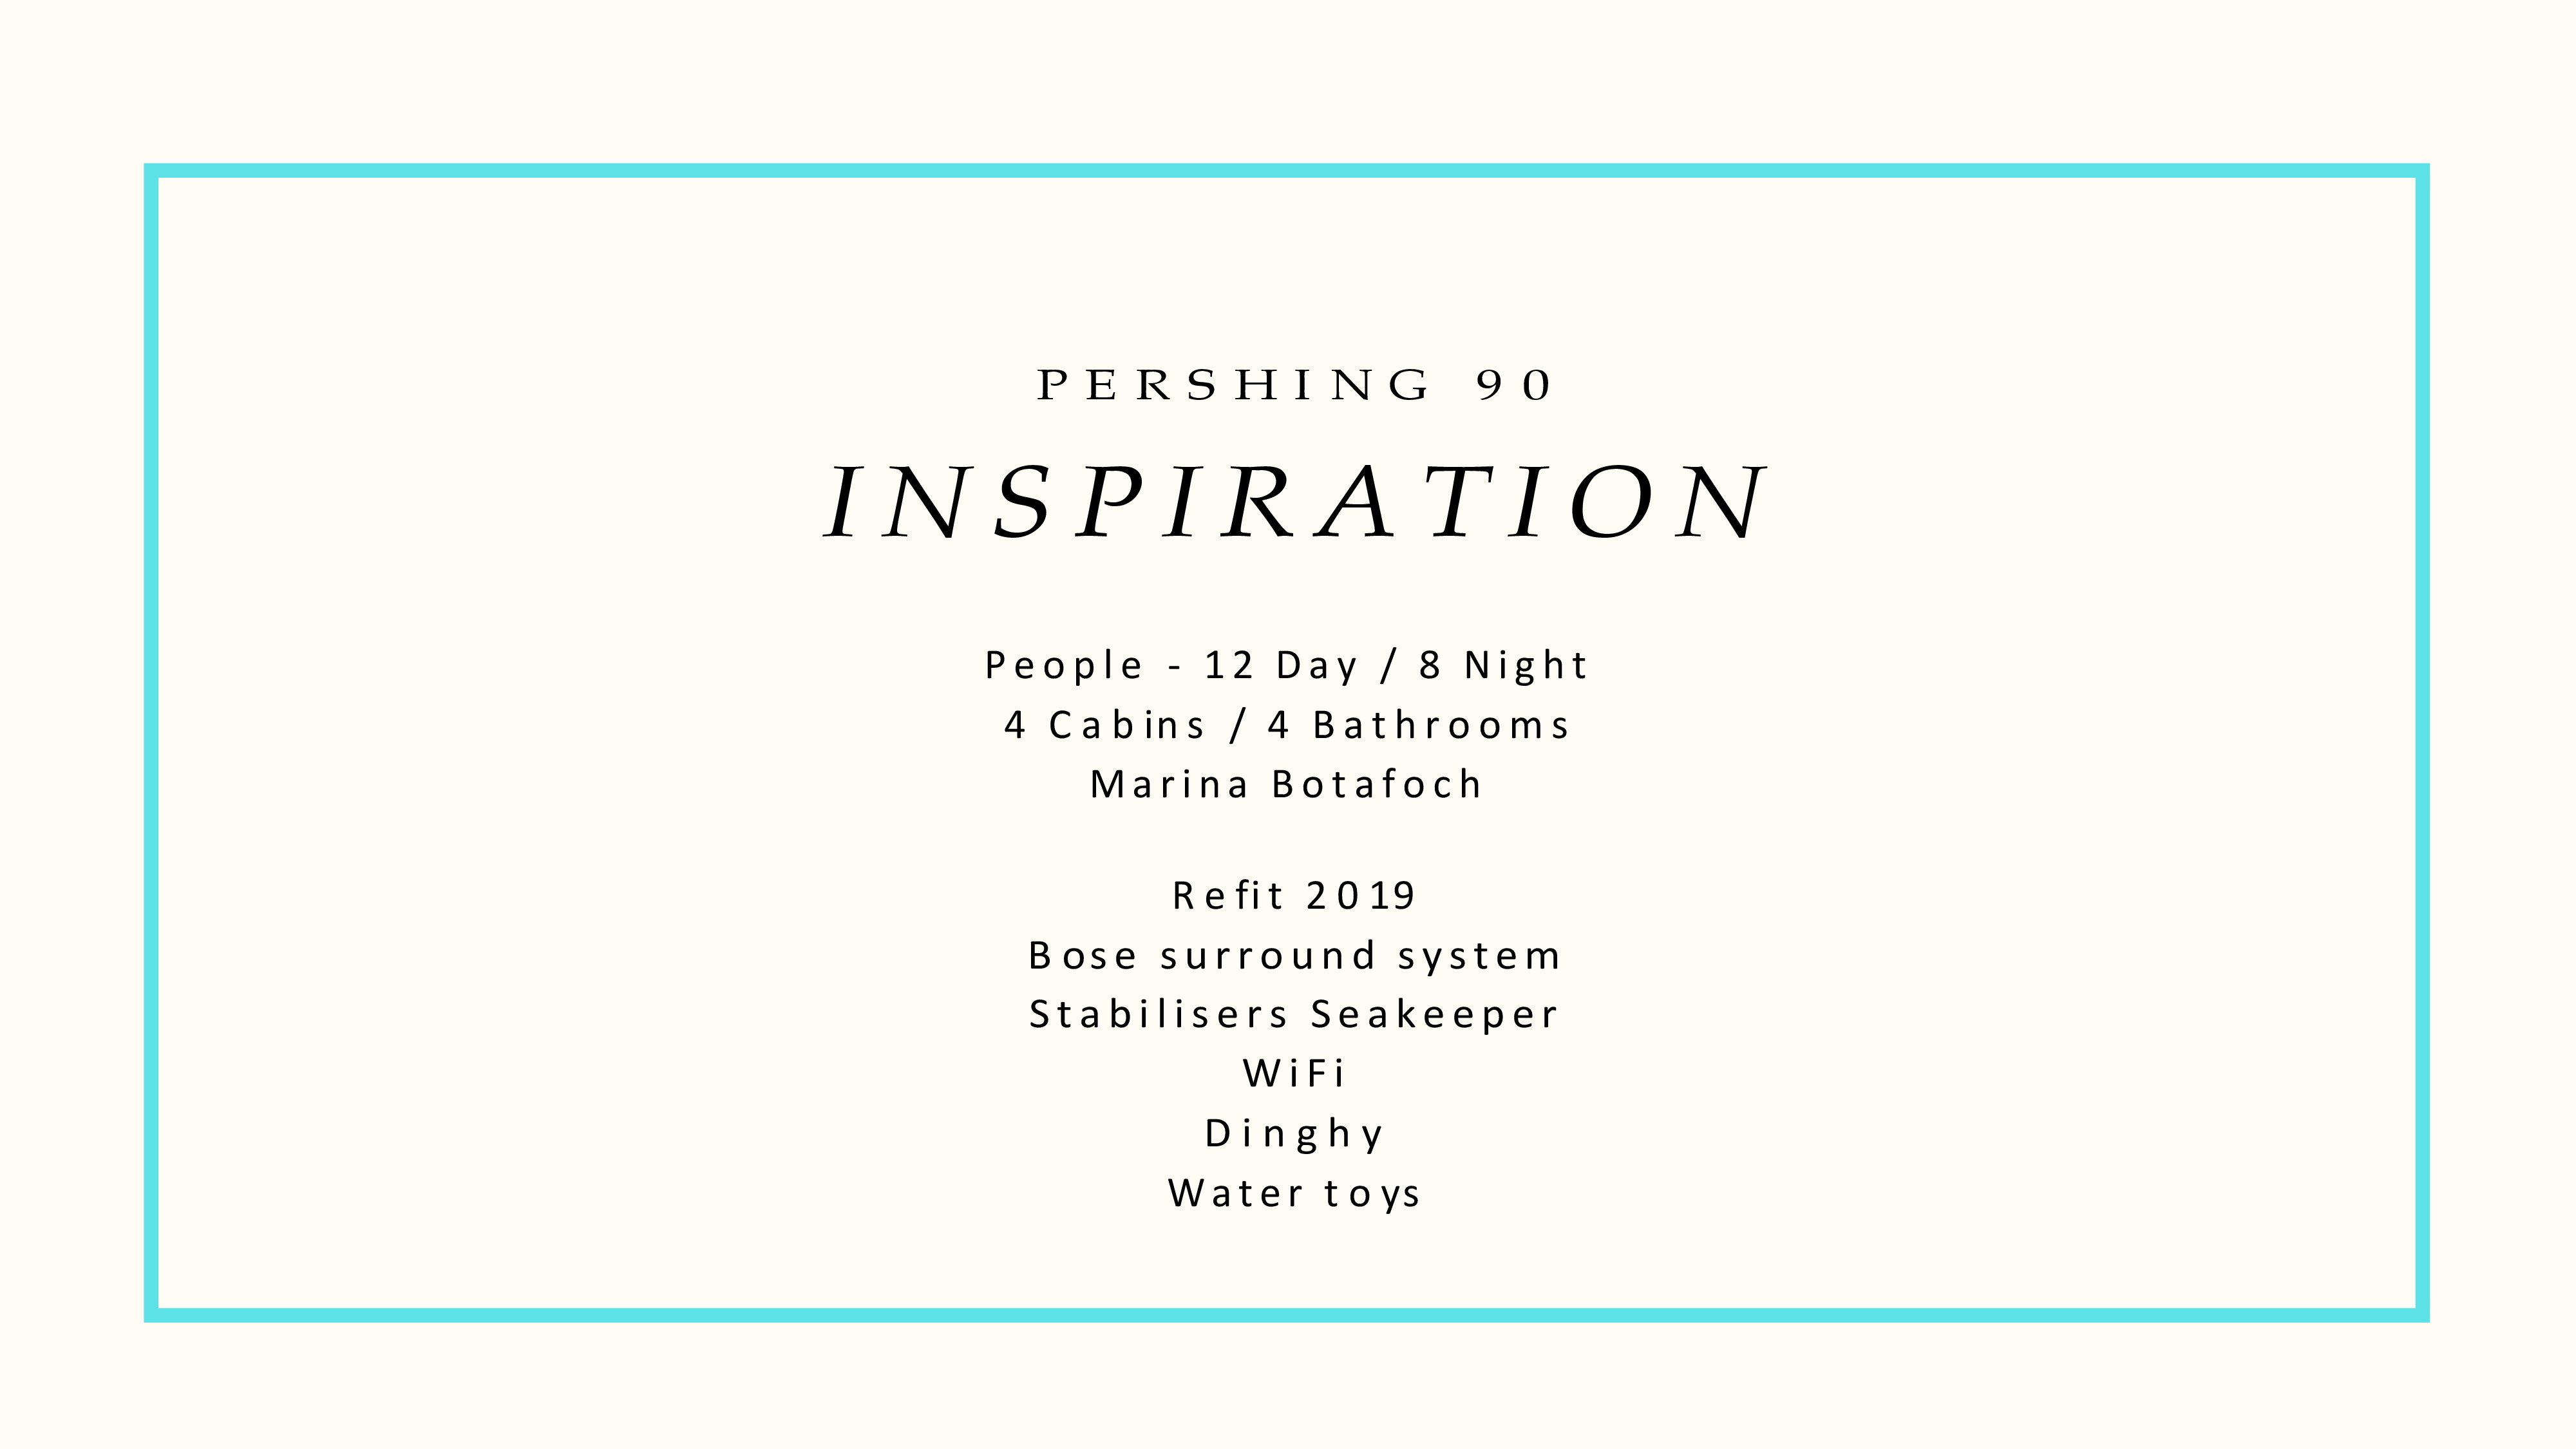 PERSHING 90
INSPIRATION
People - 12 Day / 8 Night
4 Cabins / 4 Bathrooms
Marina Botafoch
Refit 2019
Bose surround system
Stabilisers Seakeeper
WiFi
Dinghy
Water toys